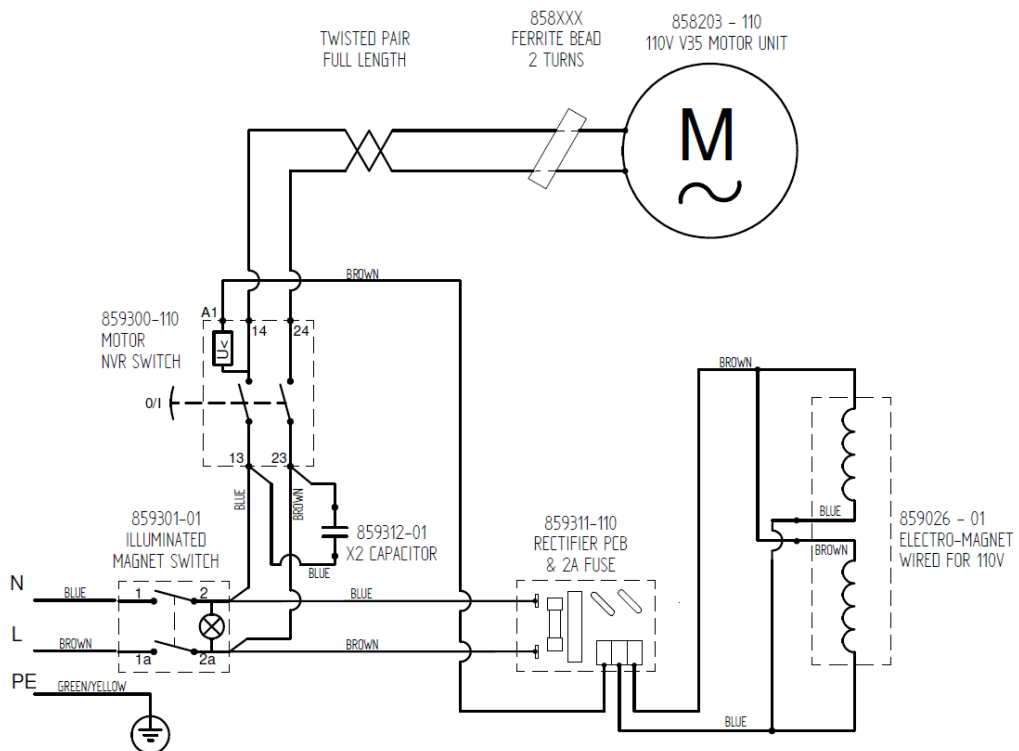 858XXX
FERRITE BEAD
2 TURNS
858203 - 110
110V V35 MOTOR UNIT
TWISTED PAIR
FULL LENGTH
M
BROWN
A1
14
24
859300-110
MOTOR
NVR SWITCH
U<
0/I
13
23
BLUE
BROWN
859312-01
X2 CAPACITOR
BLUE
859301-01
ILLUMINATED
MAGNET SWITCH
859311-110
RECTIFIER PCB
& 2A FUSE
BROWN
BLUE
BROWN
859026 - 01
ELECTRO-MAGNET
WIRED FOR 110V
N
BLUE
1
2
BLUE
L
BROWN
1a
2a
BROWN
PE
GREEN/YELLOW
BLUE